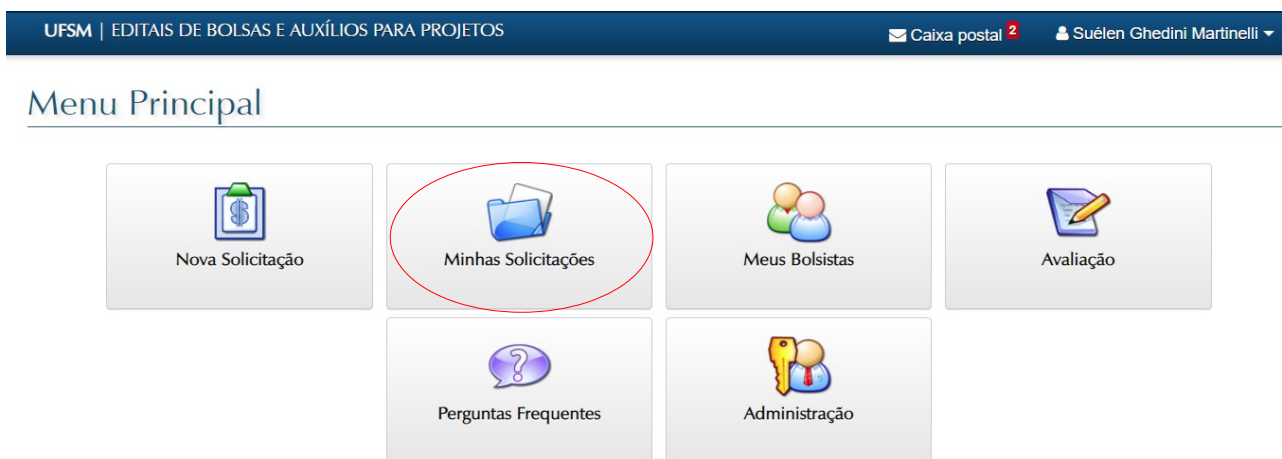 UFSM | EDITAIS DE BOLSAS E AUXÍLIOS PARA PROJETOS
Caixa postal 2
Suélen Ghedini Martinelli
Menu Principal
Nova Solicitação
Minhas Solicitações
Meus Bolsistas
Avaliação
Perguntas Frequentes
Administração